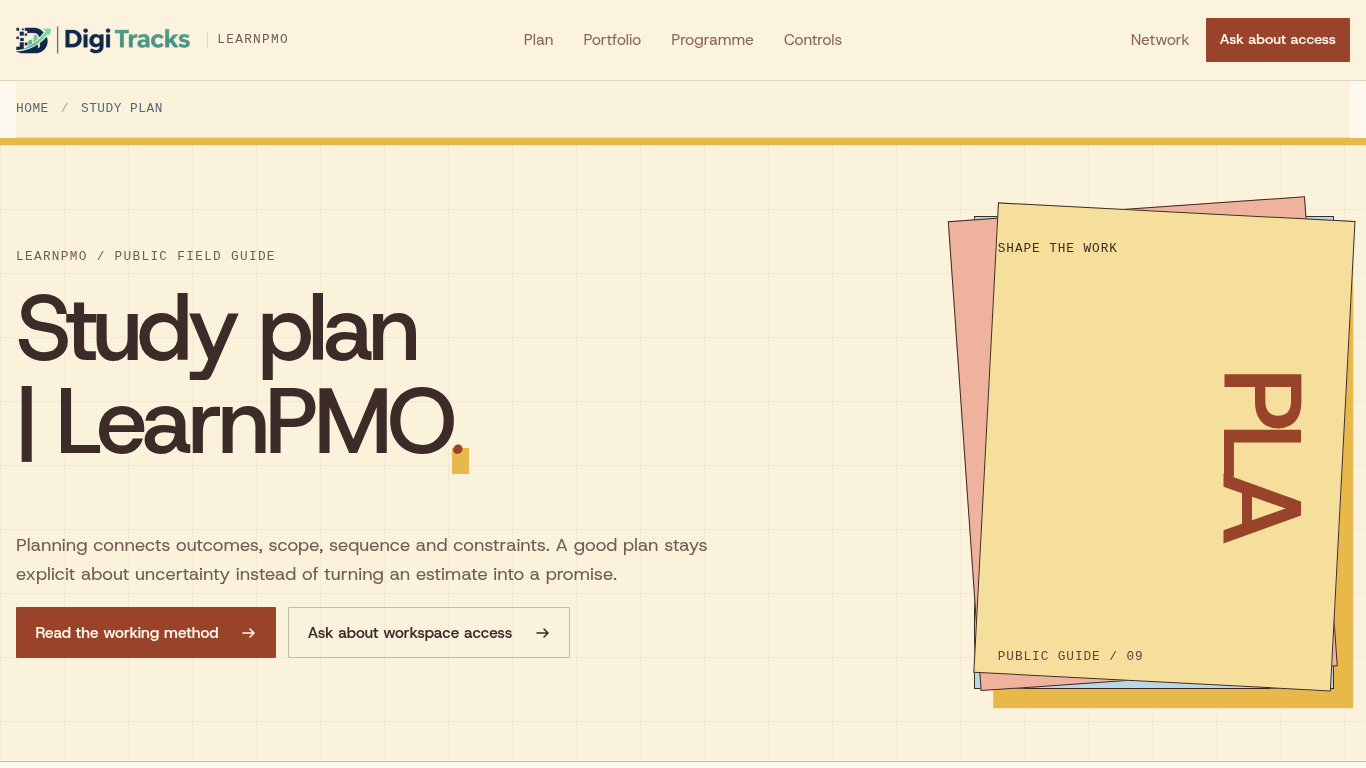 Digi Tracks
LEARNPMO
Plan
Portfolio
Programme
Controls
Network
Ask about access
HOME / STUDY PLAN
LEARNPMO / PUBLIC FIELD GUIDE
Study plan
| LearnPMO.
Planning connects outcomes, scope, sequence and constraints. A good plan stays
explicit about uncertainty instead of turning an estimate into a promise.
Read the working method →
Ask about workspace access →
SHAPE THE WORK
PLA
PUBLIC GUIDE / 09